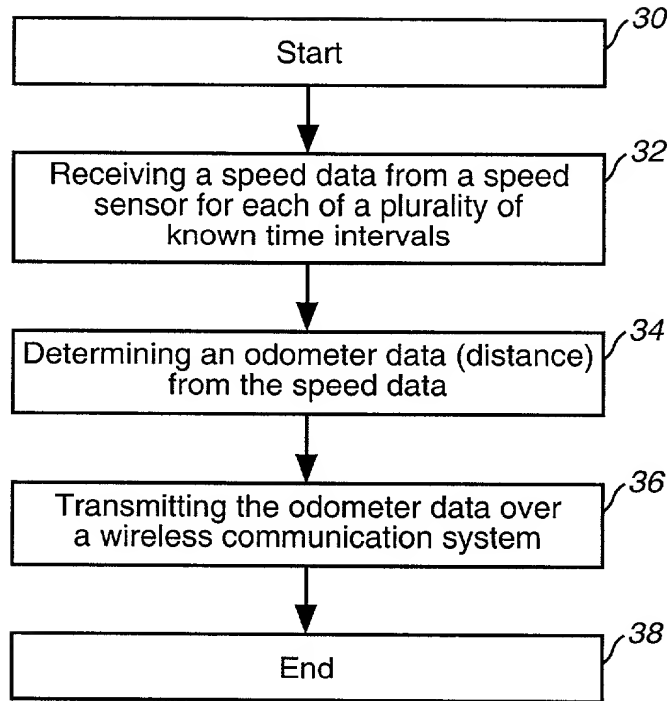 30
Start
32
Receiving a speed data from a speed
sensor for each of a plurality of
known time intervals
34
Determining an odometer data (distance)
from the speed data
36
Transmitting the odometer data over
a wireless communication system
38
End